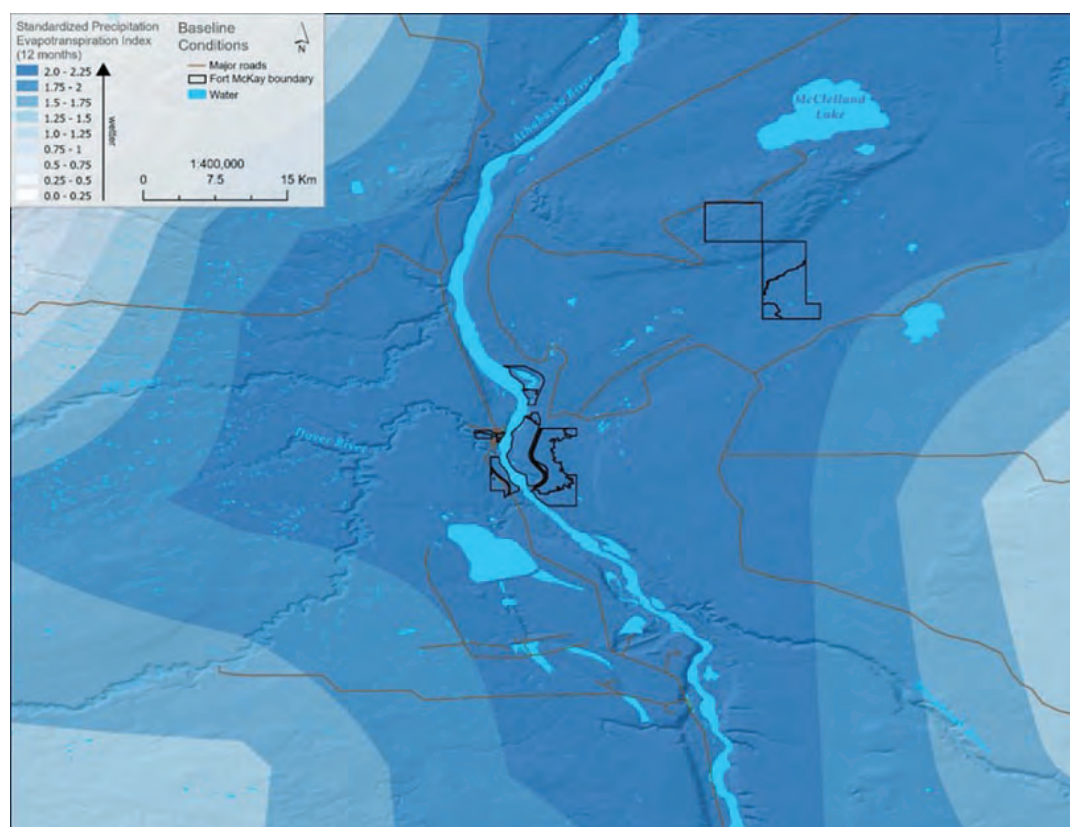 Standardized Precipitation
Evapotranspiration Index
(12 months)
2.0 - 2.25
1.75 - 2
1.5 - 1.75
1.25 - 1.5
1.0 - 1.25
0.75 - 1
0.5 - 0.75
0.25 - 0.5
0.0 - 0.25
wetter
Baseline
Conditions
N
Major roads
Fort McKay boundary
Water
1:400,000
0 7.5 15 Km
Athabasca River
McClelland
Lake
Dover River